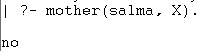 | ?- mother(salma, X).
no